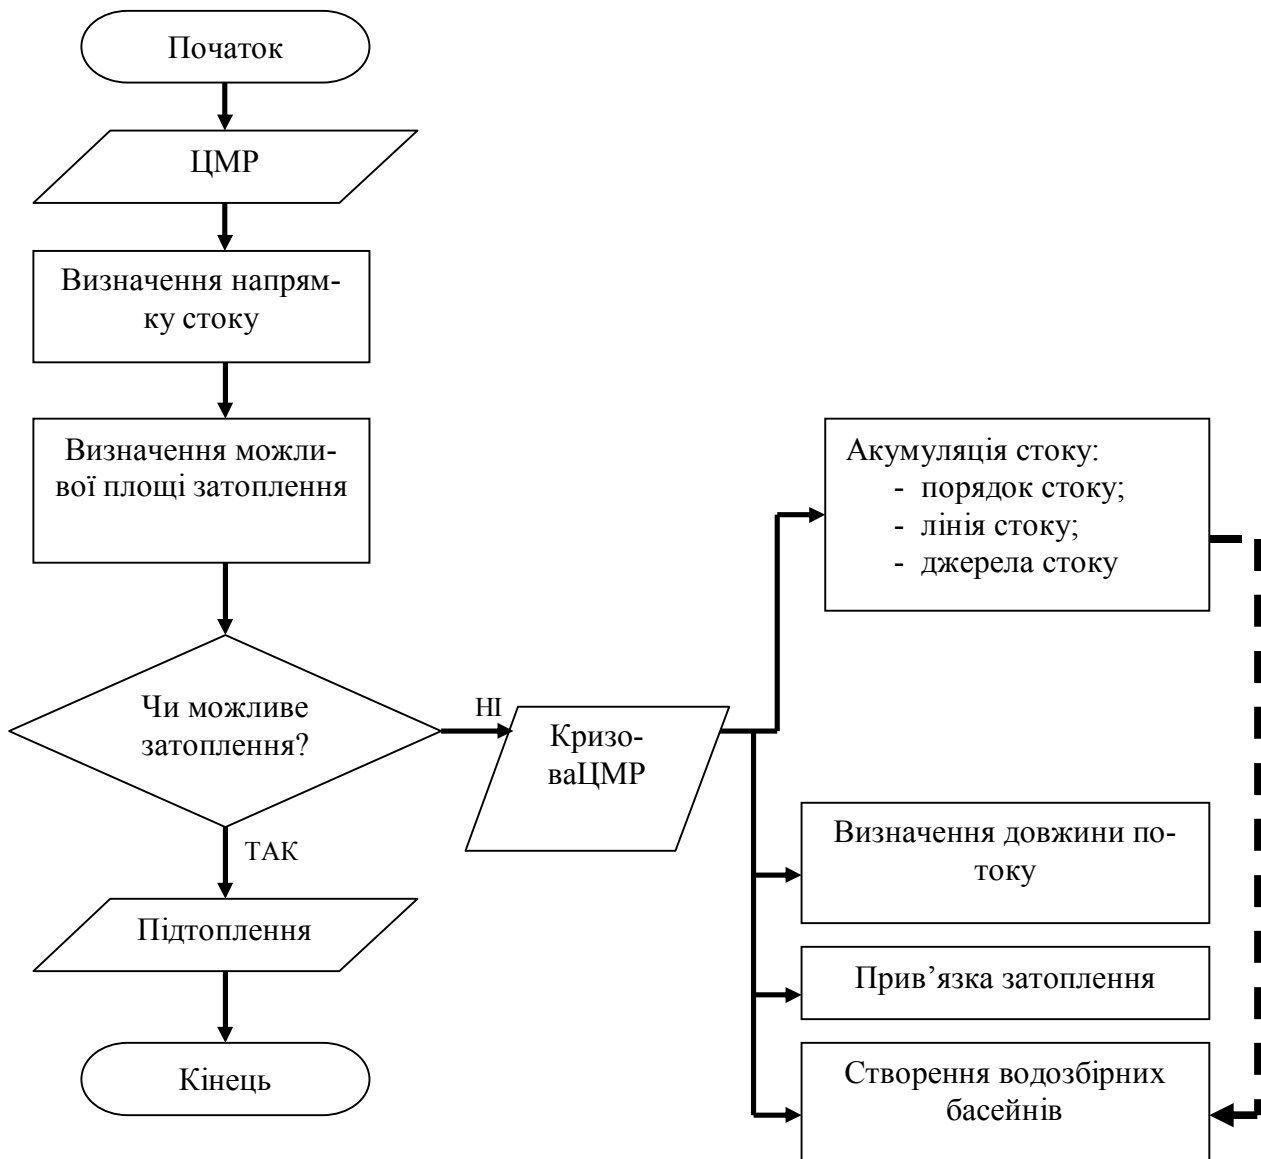 Початок
ЦМР
Визначення напрям-
ку стоку
Визначення можли-
вої площі затоплення
Чи можливе
затоплення?
НІ
ТАК
Підтоплення
Кінець
Кризо-
ваЦМР
Акумуляція стоку:
- порядок стоку;
- лінія стоку;
- джерела стоку
Визначення довжини по-
току
Прив’язка затоплення
Створення водозбірних
басейнів